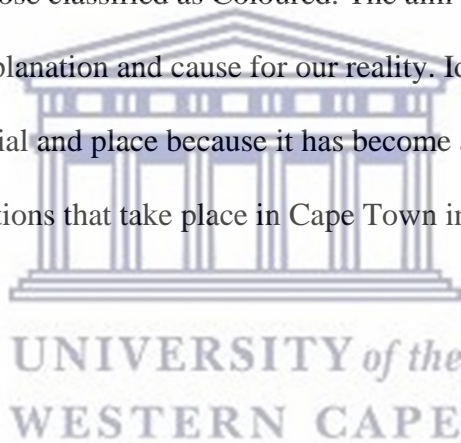 ose classified as Coloured. The aim
planation and cause for our reality. Id
ial and place because it has become
tions that take place in Cape Town in
UNIVERSITY of the
WESTERN CAPE